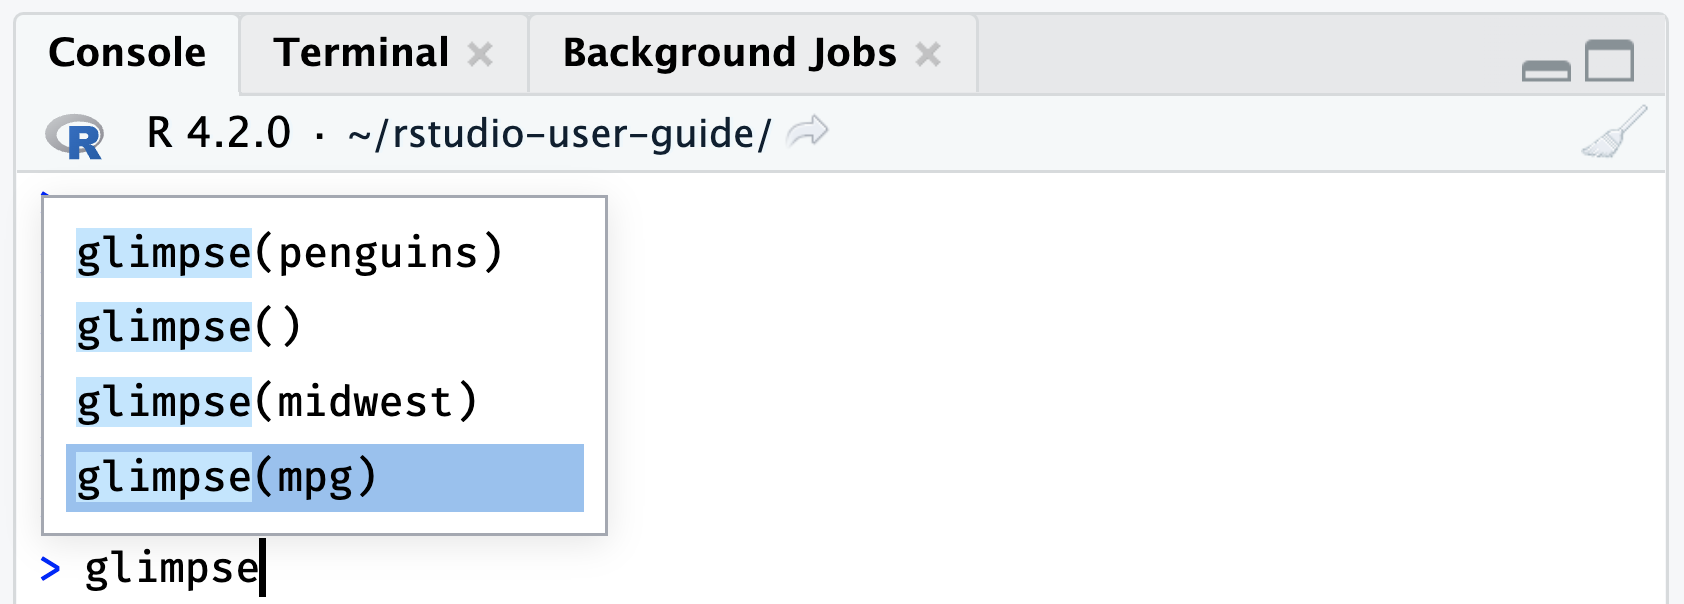 Console Terminal × Background Jobs ×
R R 4.2.0 · ~/rstudio-user-guide/
glimpse(penguins)
glimpse()
glimpse(midwest)
glimpse(mpg)
> glimpse